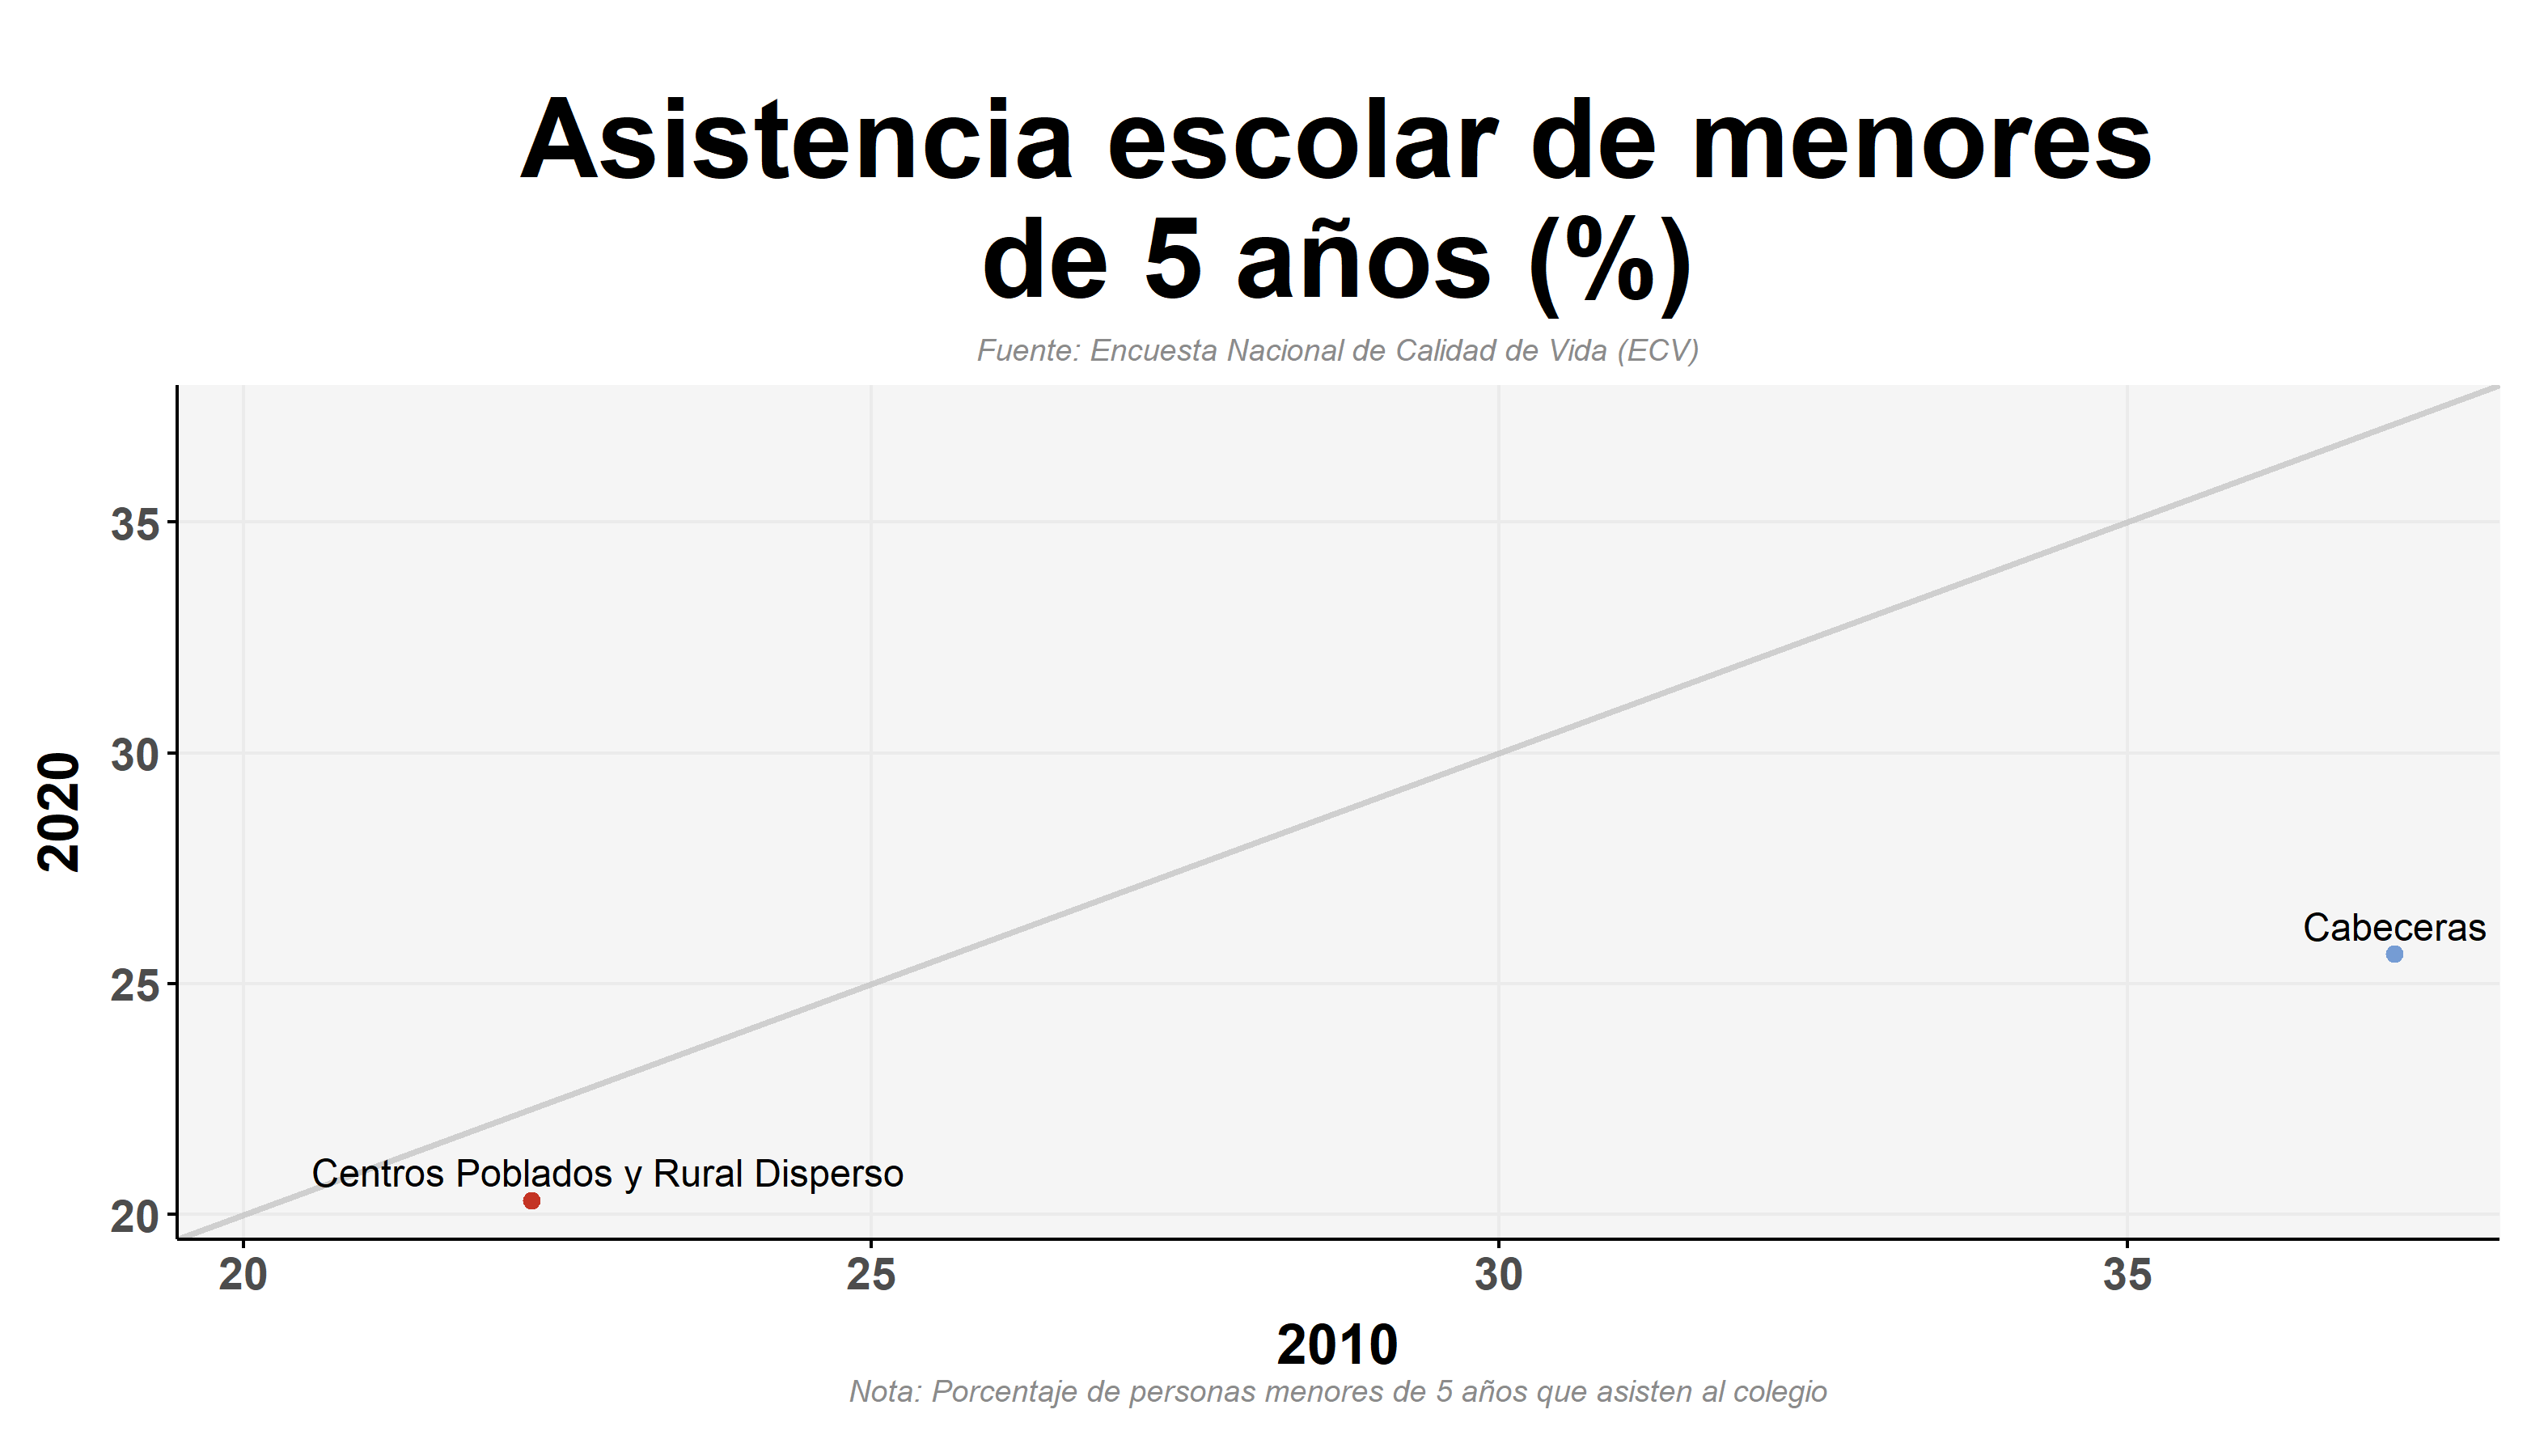 Asistencia escolar de menores
de 5 años (%)
Fuente: Encuesta Nacional de Calidad de Vida (ECV)
35
30
25
20
2020
Cabeceras
Centros Poblados y Rural Disperso
20 25 30 35
2010
Nota: Porcentaje de personas menores de 5 años que asisten al colegio